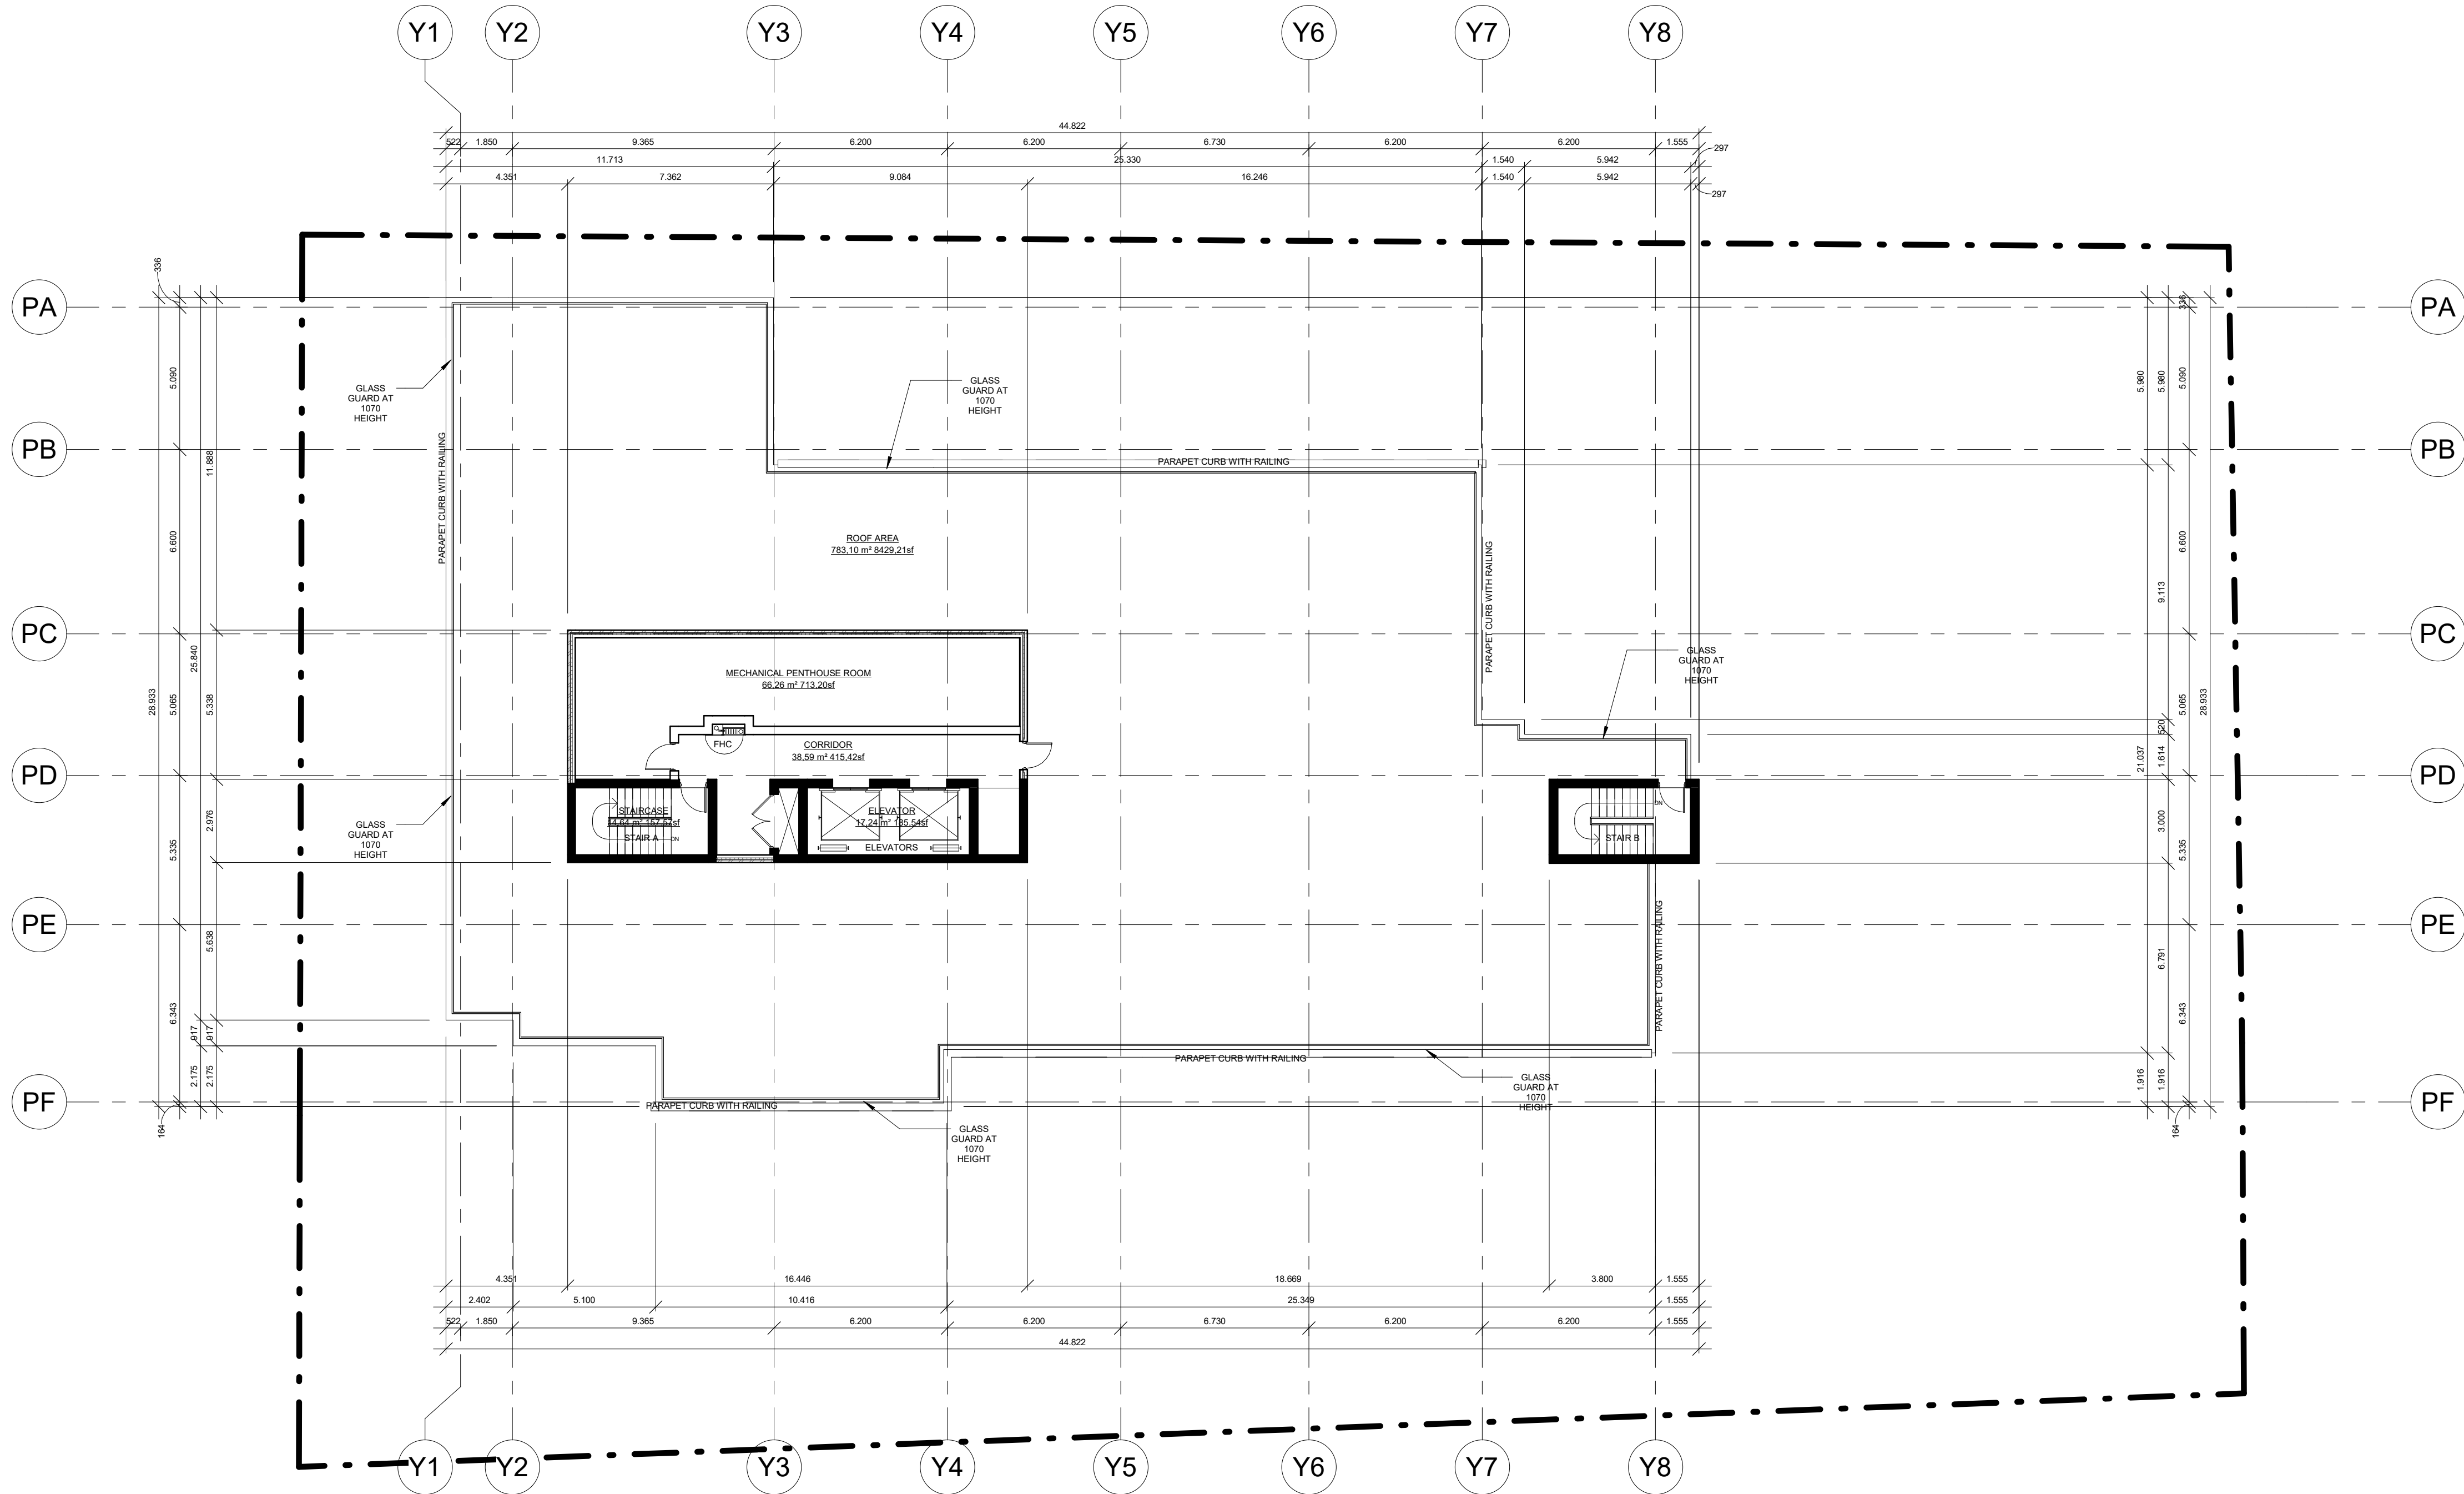 Y1 Y2 Y3 Y4 Y5 Y6 Y7 Y8
44.822
522 1.850 9.365 6.200 6.200 6.730 6.200 6.200 1.555
297
11.713 25.330 1.540 5.942
4.351 7.362 9.084 16.246 1.540 5.942
297
336
PA
PA
336
5.090
5.980
5.980
5.090
GLASS
GUARD AT
1070
HEIGHT
GLASS
GUARD AT
1070
HEIGHT
PB
PB
11.888
PARAPET CURB WITH RAILING
PARAPET CURB WITH RAILING
6.600
6.600
ROOF AREA
783,10 m² 8429,21sf
PARAPET CURB WITH RAILING
9.113
PC
PC
25.840
GLASS
GUARD AT
1070
HEIGHT
MECHANICAL PENTHOUSE ROOM
66,26 m² 713,20sf
28.933
5.065
5.338
5.065
28.933
520
FHC
CORRIDOR
38,59 m² 415,42sf
21.037
1.614
PD
PD
STAIRCASE
14,64 m² 157,57sf
STAIR A
DN
ELEVATOR
17,24 m² 185,54sf
ELEVATORS
DN
STAIR B
2.976
3.000
GLASS
GUARD AT
1070
HEIGHT
5.335
5.335
PE
PE
PARAPET CURB WITH RAILING
5.638
6.791
6.343
6.343
917
917
PARAPET CURB WITH RAILING
GLASS
GUARD AT
1070
HEIGHT
2.175
2.175
1.916
1.916
PF
PF
PARAPET CURB WITH RAILING
164
164
GLASS
GUARD AT
1070
HEIGHT
4.351 16.446 18.669 3.800 1.555
2.402 5.100 10.416 25.349 1.555
522 1.850 9.365 6.200 6.200 6.730 6.200 6.200 1.555
44.822
Y1 Y2 Y3 Y4 Y5 Y6 Y7 Y8